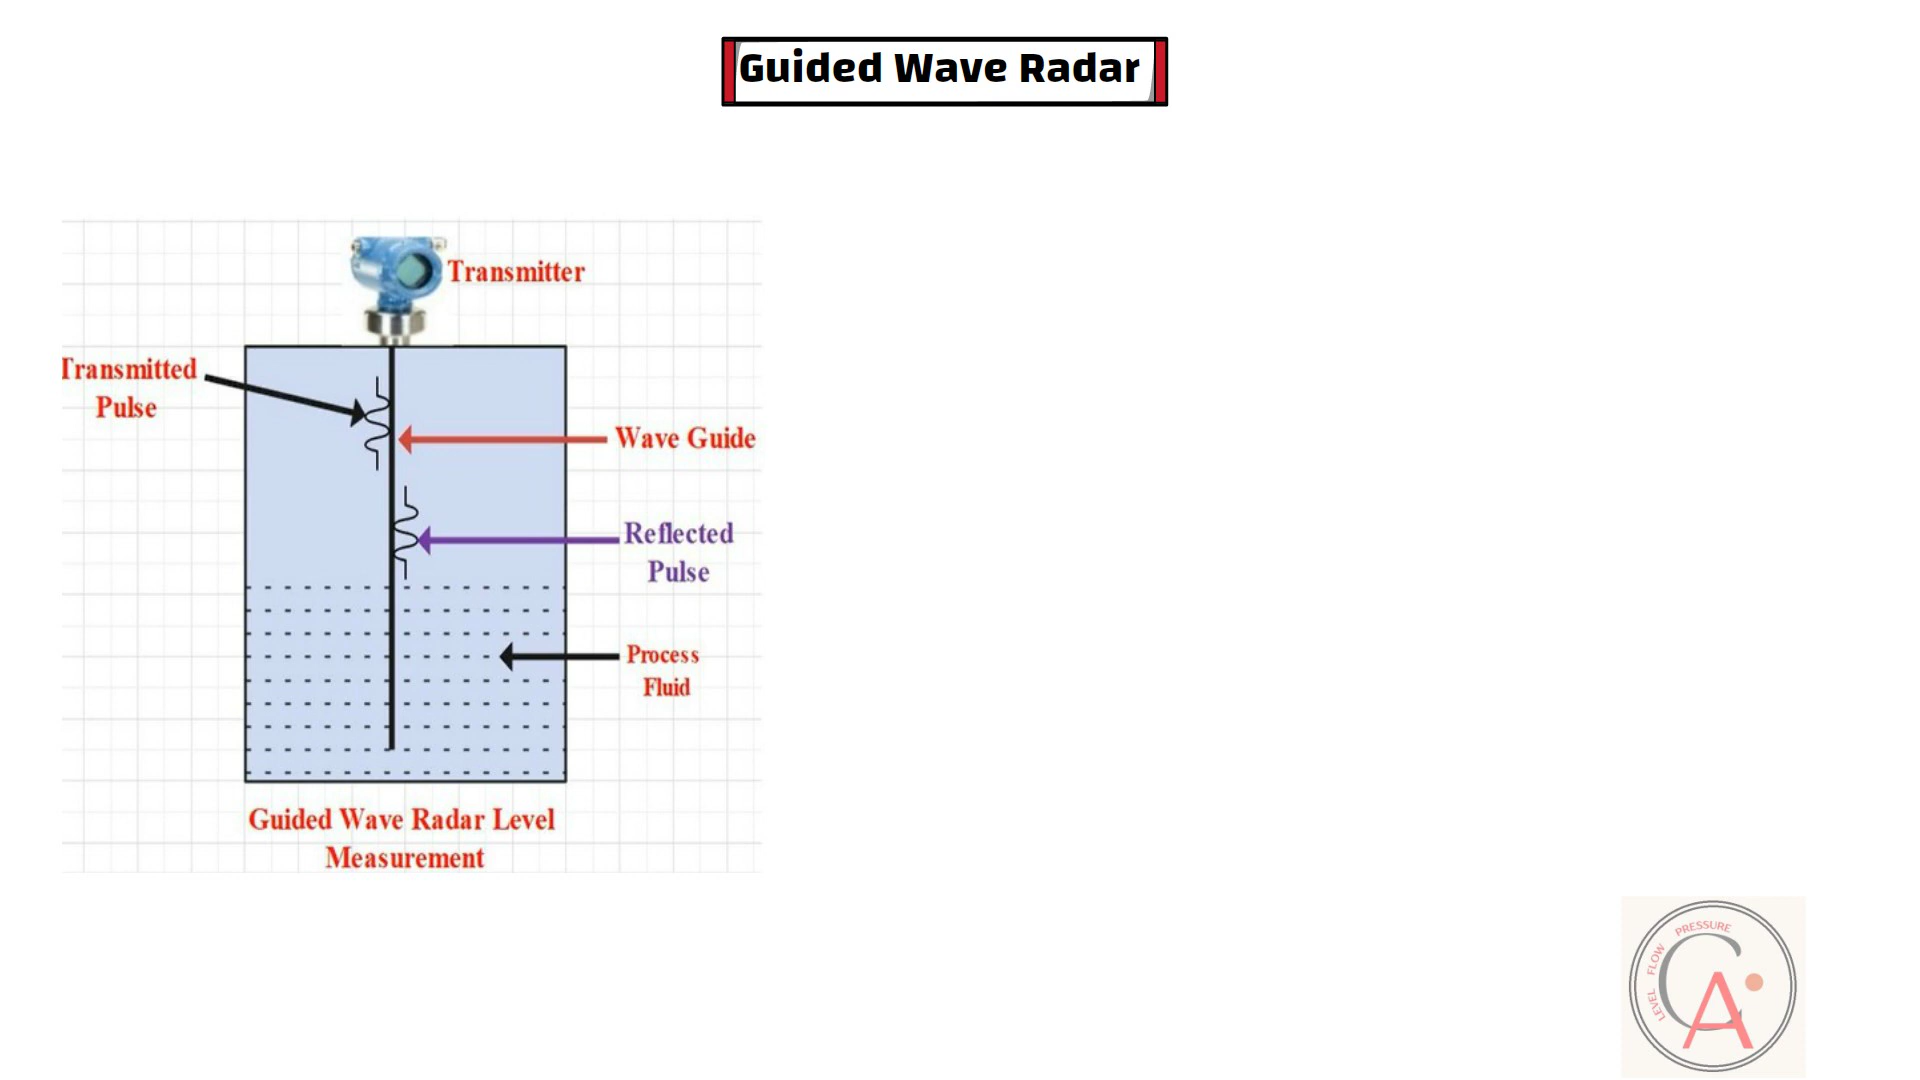 Guided Wave Radar
Transmitter
Transmitted
Pulse
Wave Guide
Reflected
Pulse
Process
Fluid
Guided Wave Radar Level
Measurement
PRESSURE
FLOW
LEVEL
CA